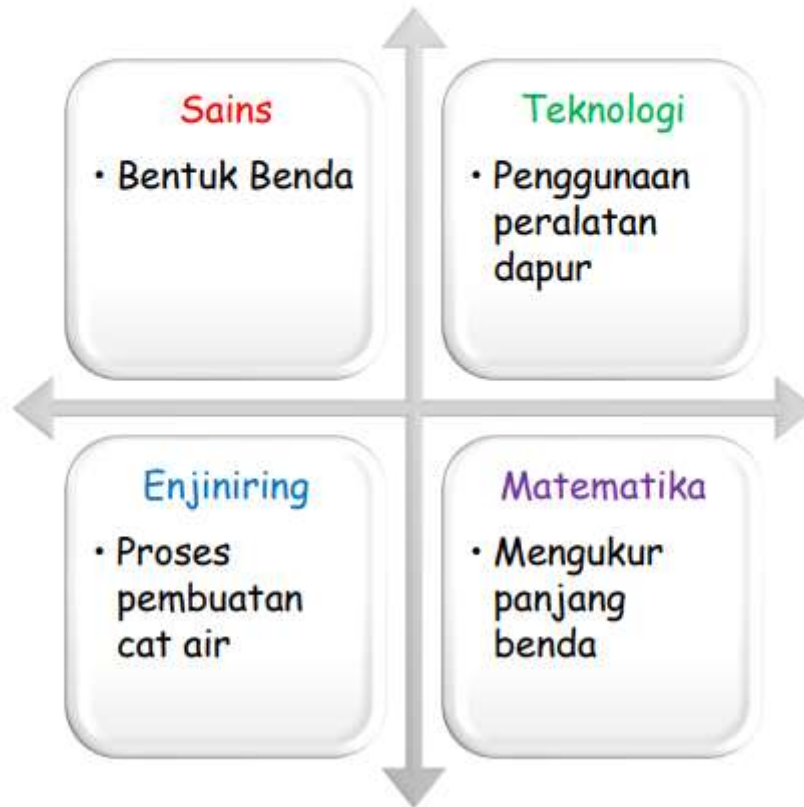 Sains
• Bentuk Benda
Teknologi
• Penggunaan
peralatan
dapur
Enjiniring
• Proses
pembuatan
cat air
Matematika
• Mengukur
panjang
benda